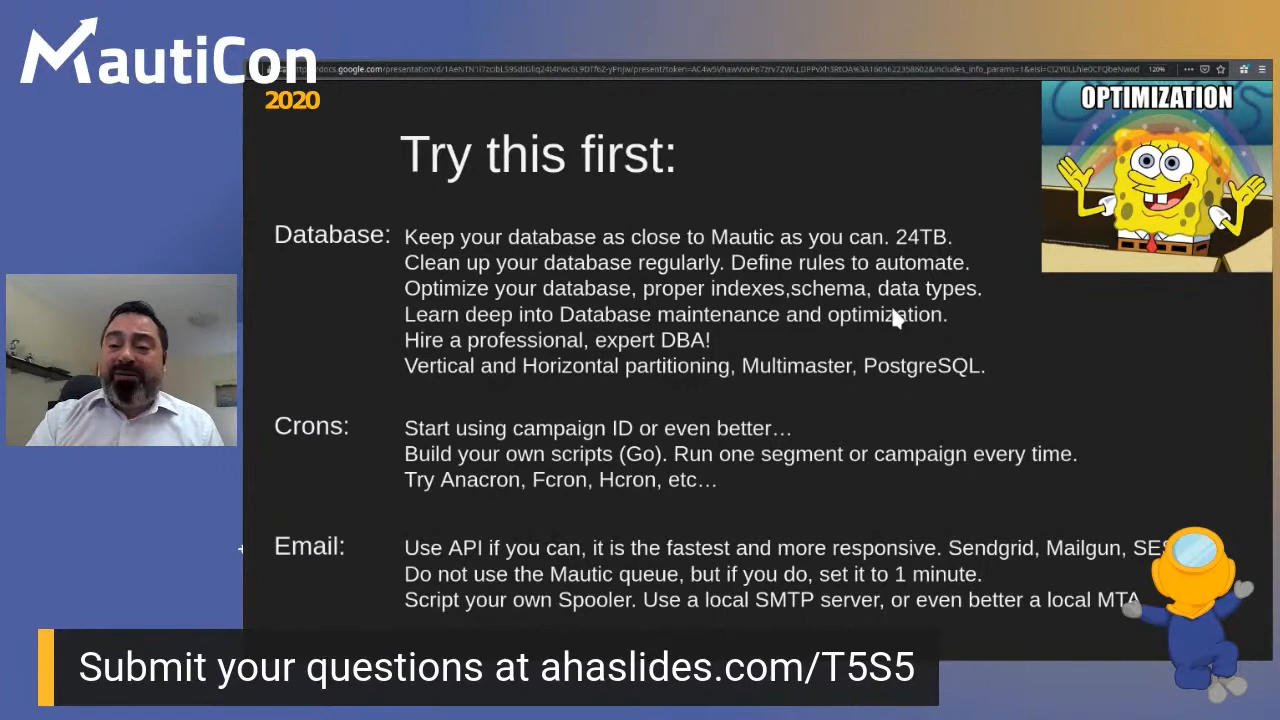 MautiCon
2020
OPTIMIZATION
Try this first:
Database:
Keep your database as close to Mautic as you can. 24TB.
Clean up your database regularly. Define rules to automate.
Optimize your database, proper indexes,schema, data types.
Learn deep into Database maintenance and optimization.
Hire a professional, expert DBA!
Vertical and Horizontal partitioning, Multimaster, PostgreSQL.
Crons:
Start using campaign ID or even better…
Build your own scripts (Go). Run one segment or campaign every time.
Try Anacron, Fcron, Hcron, etc…
Email:
Use API if you can, it is the fastest and more responsive. Sendgrid, Mailgun, SES
Do not use the Mautic queue, but if you do, set it to 1 minute.
Script your own Spooler. Use a local SMTP server, or even better a local MTA
Submit your questions at ahaslides.com/T5S5